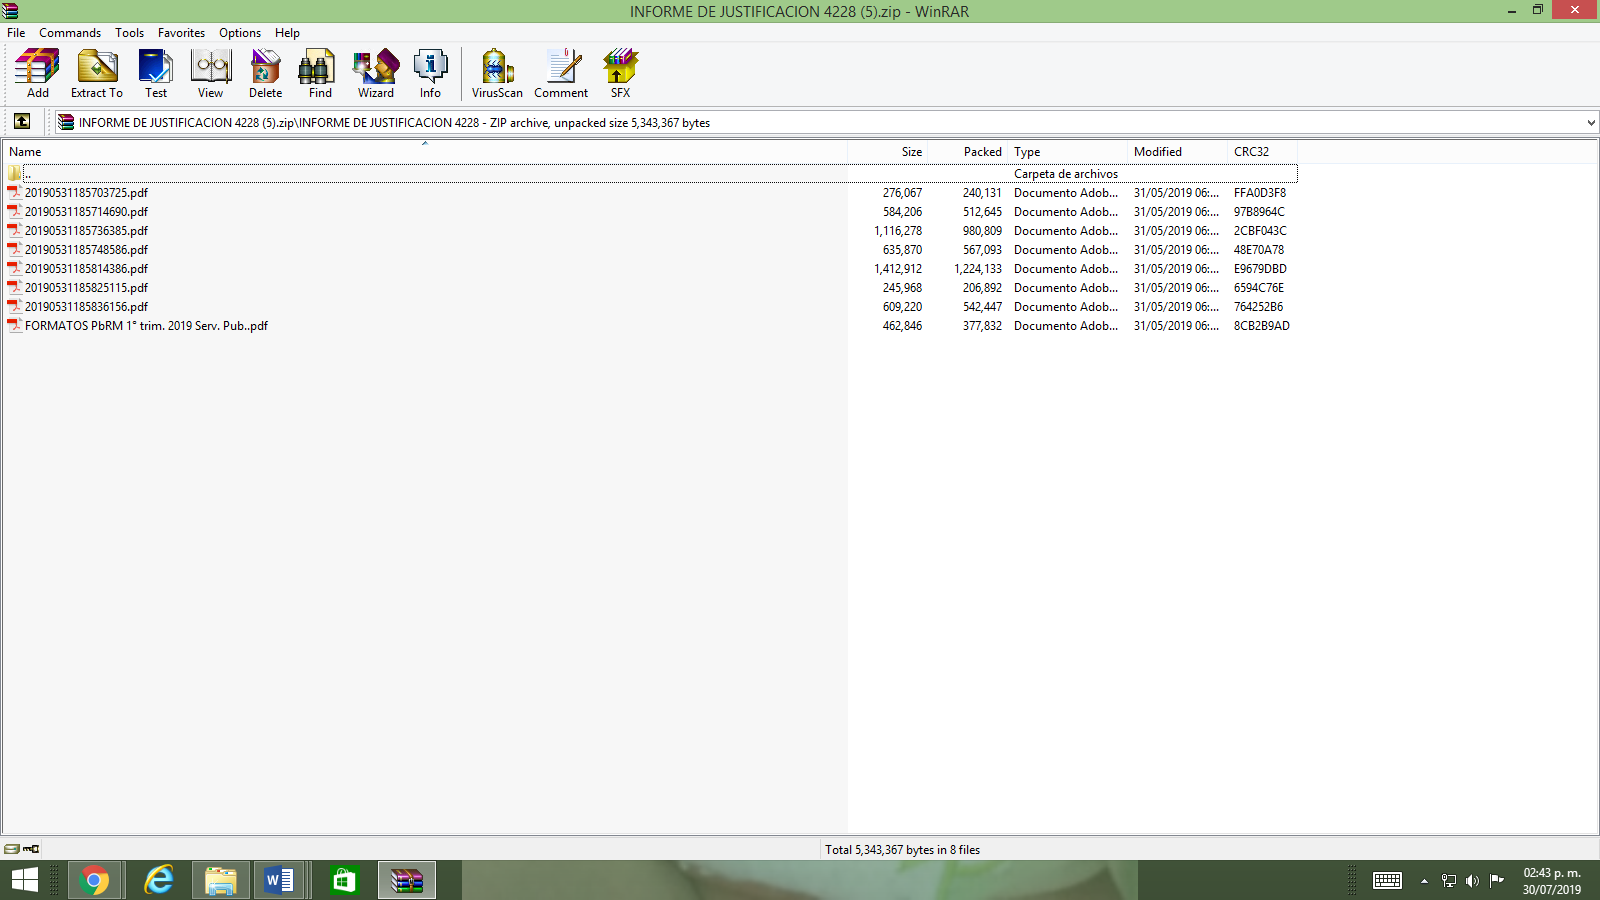 INFORME DE JUSTIFICACION 4228 (5).zip - WinRAR
File Commands Tools Favorites Options Help
Add Extract To Test View Delete Find Wizard Info VirusScan Comment SFX
INFORME DE JUSTIFICACION 4228 (5).zip\INFORME DE JUSTIFICACION 4228 - ZIP archive, unpacked size 5,343,367 bytes
Name Size Packed Type Modified CRC32
.. Carpeta de archivos
20190531185703725.pdf 276,067 240,131 Documento Adob... 31/05/2019 06:... FFA0D3F8
20190531185714690.pdf 584,206 512,645 Documento Adob... 31/05/2019 06:... 97B8964C
20190531185736385.pdf 1,116,278 980,809 Documento Adob... 31/05/2019 06:... 2CBF043C
20190531185748586.pdf 635,870 567,093 Documento Adob... 31/05/2019 06:... 48E70A78
20190531185814386.pdf 1,412,912 1,224,133 Documento Adob... 31/05/2019 06:... E9679DBD
20190531185825115.pdf 245,968 206,892 Documento Adob... 31/05/2019 06:... 6594C76E
20190531185836156.pdf 609,220 542,447 Documento Adob... 31/05/2019 06:... 764252B6
FORMATOS PbRM 1° trim. 2019 Serv. Pub..pdf 462,846 377,832 Documento Adob... 31/05/2019 06:... 8CB2B9AD
Total 5,343,367 bytes in 8 files
02:43 p. m.
30/07/2019